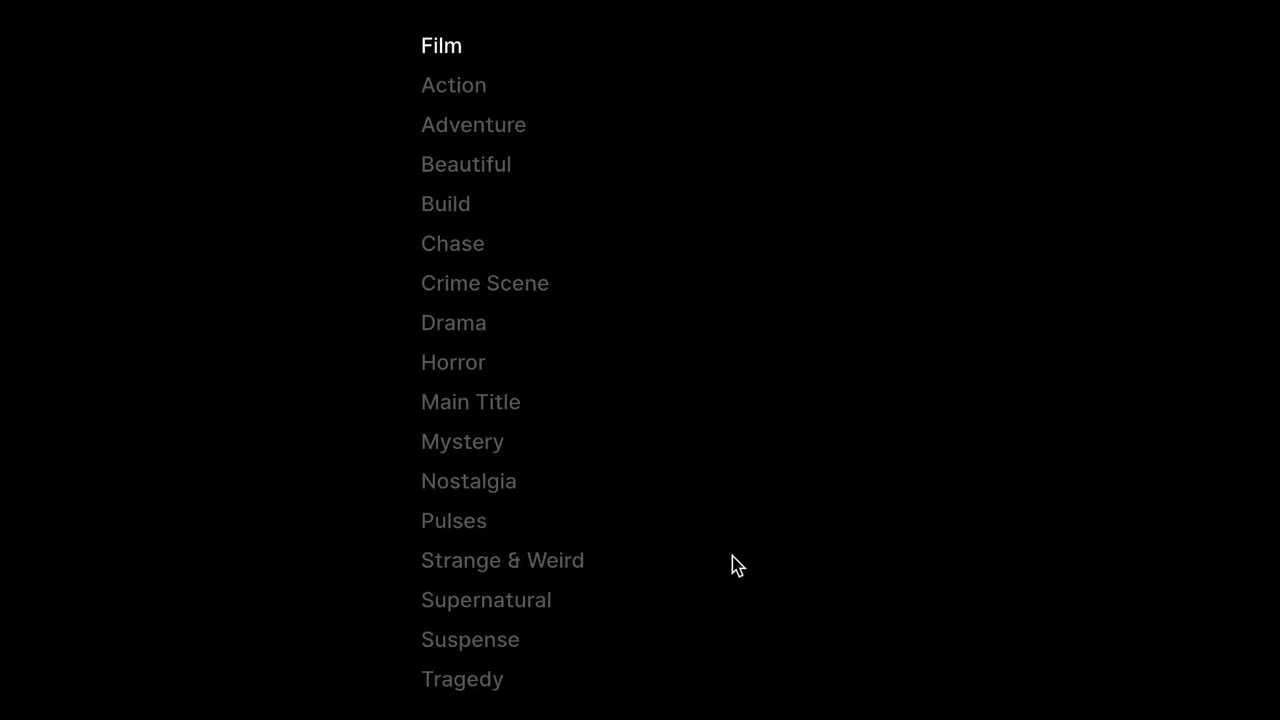 Film
Action
Adventure
Beautiful
Build
Chase
Crime Scene
Drama
Horror
Main Title
Mystery
Nostalgia
Pulses
Strange & Weird
Supernatural
Suspense
Tragedy